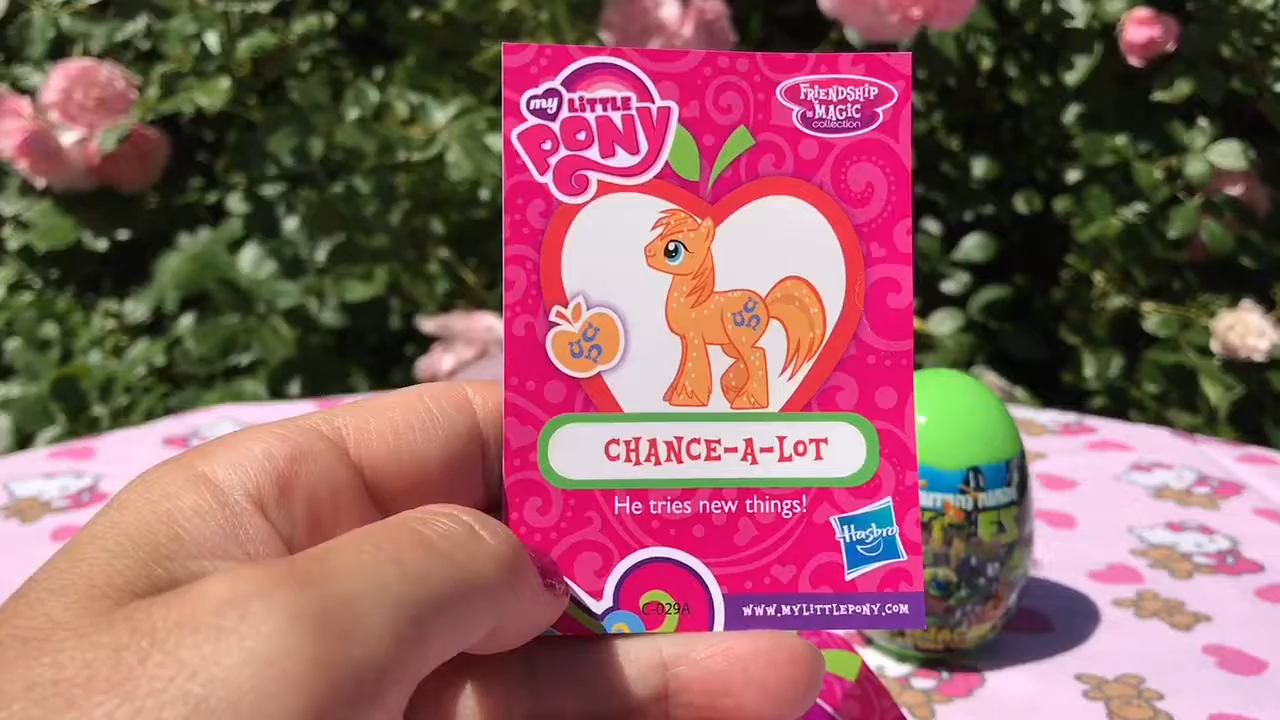 my
LITTLE
PONY
FRIENDSHIP
is MAGIC
collection
CHANCE-A-LOT
He tries new things!
Hasbro
C-029A
WWW.MYLITTLEPONY.COM